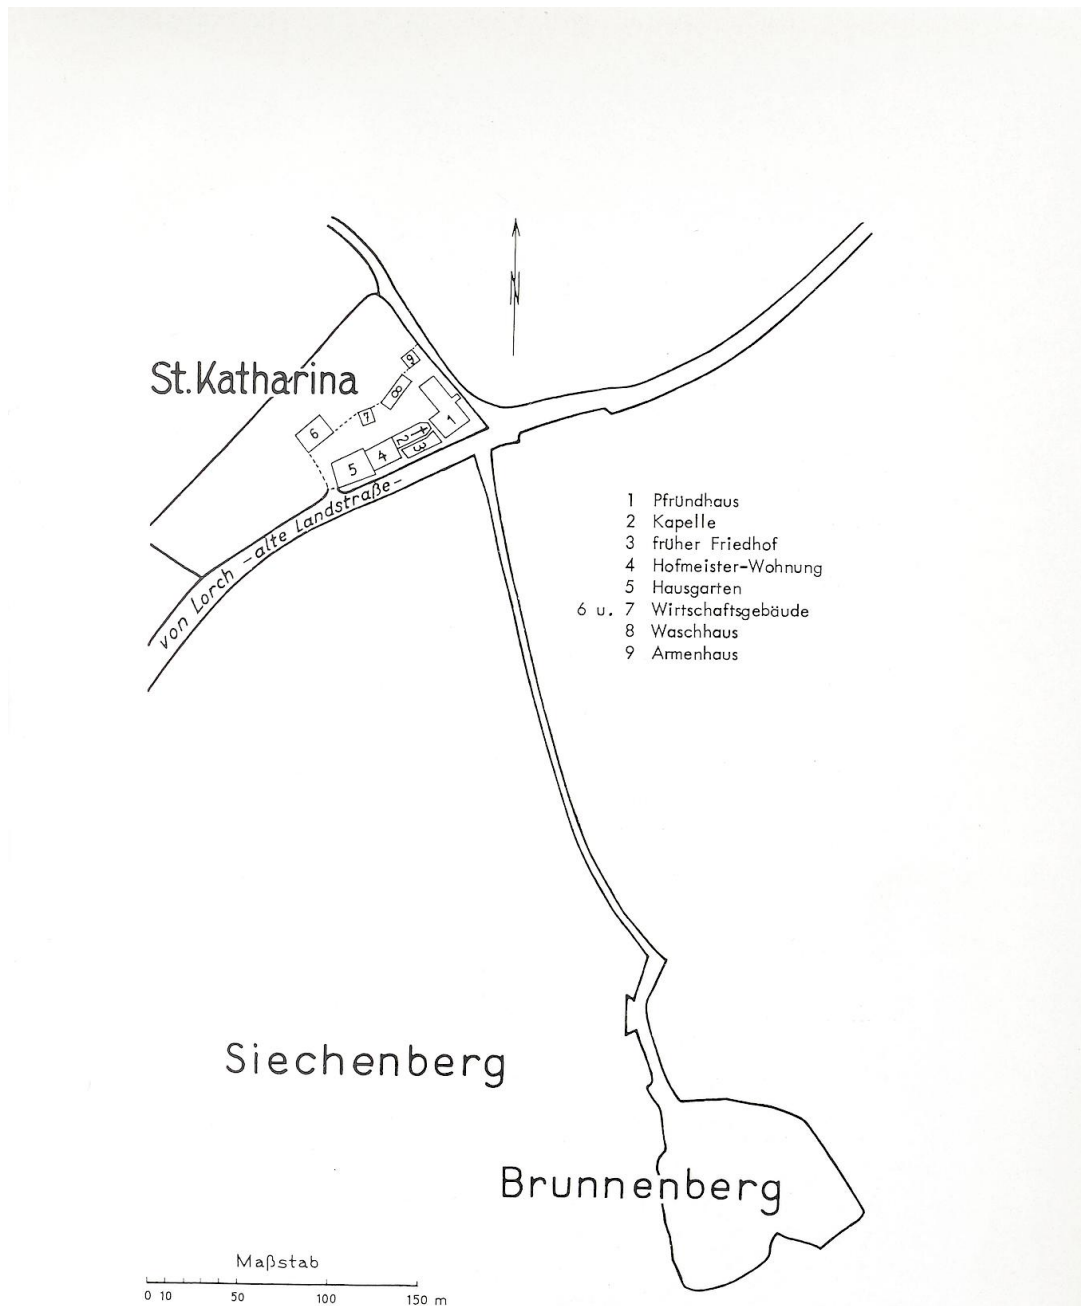 N
St.Katharina
9
8
7
1
6
2
3
4
5
von Lorch -alte Landstraße-
1 Pfründhaus
2 Kapelle
3 früher Friedhof
4 Hofmeister-Wohnung
5 Hausgarten
6 u. 7 Wirtschaftsgebäude
8 Waschhaus
9 Armenhaus
Siechenberg
Brunnenberg
Maßstab
0 10 50 100 150 m